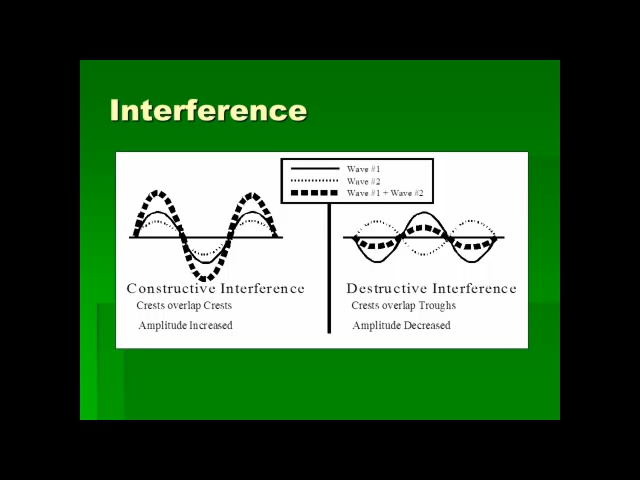 Interference
Wave #1
Wave #2
Wave #1 + Wave #2
Constructive Interference
Crests overlap Crests
Amplitude Increased
Destructive Interference
Crests overlap Troughs
Amplitude Decreased